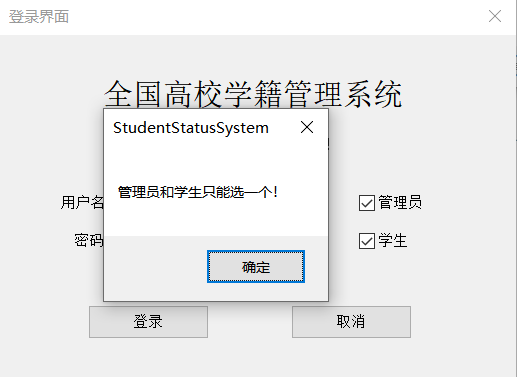 登录界面
全国高校学籍管理系统
StudentStatusSystem
管理员和学生只能选一个!
用户名
管理员
密码
学生
确定
登录
取消